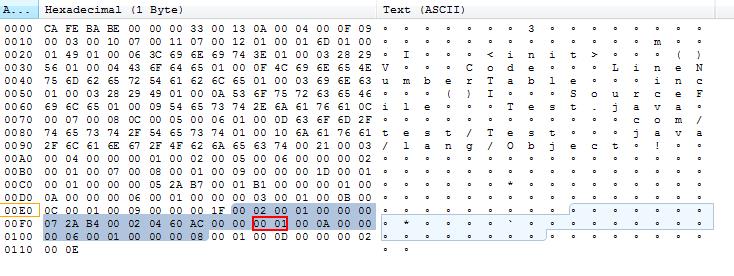 A... Hexadecimal (1 Byte) Text (ASCII)
0000 CA FE BA BE 00 00 00 33 00 13 0A 00 04 00 0F 09 ∘ ∘ ∘ ∘ ∘ ∘ ∘ 3 ∘ ∘ ∘ ∘ ∘ ∘ ∘ ∘
0010 00 03 00 10 07 00 11 07 00 12 01 00 01 6D 01 00 ∘ ∘ ∘ ∘ ∘ ∘ ∘ ∘ ∘ ∘ ∘ ∘ ∘ m ∘ ∘
0020 01 49 01 00 06 3C 69 6E 69 74 3E 01 00 03 28 29 ∘ I ∘ ∘ ∘ < i n i t > ∘ ∘ ∘ ( )
0030 56 01 00 04 43 6F 64 65 01 00 0F 4C 69 6E 65 4E V ∘ ∘ ∘ C o d e ∘ ∘ ∘ L i n e N
0040 75 6D 62 65 72 54 61 62 6C 65 01 00 03 69 6E 63 u m b e r T a b l e ∘ ∘ ∘ i n c
0050 01 00 03 28 29 49 01 00 0A 53 6F 75 72 63 65 46 ∘ ∘ ∘ ( ) I ∘ ∘ ∘ S o u r c e F
0060 69 6C 65 01 00 09 54 65 73 74 2E 6A 61 76 61 0C i l e ∘ ∘ ∘ T e s t . j a v a ∘
0070 00 07 00 08 0C 00 05 00 06 01 00 0D 63 6F 6D 2F ∘ ∘ ∘ ∘ ∘ ∘ ∘ ∘ ∘ ∘ ∘ ∘ c o m /
0080 74 65 73 74 2F 54 65 73 74 01 00 10 6A 61 76 61 t e s t / T e s t ∘ ∘ ∘ j a v a
0090 2F 6C 61 6E 67 2F 4F 62 6A 65 63 74 00 21 00 03 / l a n g / O b j e c t ∘ ! ∘ ∘
00A0 00 04 00 00 00 01 00 02 00 05 00 06 00 00 00 02 ∘ ∘ ∘ ∘ ∘ ∘ ∘ ∘ ∘ ∘ ∘ ∘ ∘ ∘ ∘ ∘
00B0 00 01 00 07 00 08 00 01 00 09 00 00 00 1D 00 01 ∘ ∘ ∘ ∘ ∘ ∘ ∘ ∘ ∘ ∘ ∘ ∘ ∘ ∘ ∘ ∘
00C0 00 01 00 00 00 05 2A B7 00 01 B1 00 00 00 01 00 ∘ ∘ ∘ ∘ ∘ ∘ * ∘ ∘ ∘ ∘ ∘ ∘ ∘ ∘ ∘
00D0 0A 00 00 00 06 00 01 00 00 00 03 00 01 00 0B 00 ∘ ∘ ∘ ∘ ∘ ∘ ∘ ∘ ∘ ∘ ∘ ∘ ∘ ∘ ∘ ∘
00E0 0C 00 01 00 09 00 00 00 1F 00 02 00 01 00 00 00 ∘ ∘ ∘ ∘ ∘ ∘ ∘ ∘ ∘ ∘ ∘ ∘ ∘ ∘ ∘ ∘
00F0 07 2A B4 00 02 04 60 AC 00 00 00 01 00 0A 00 00 ∘ * ∘ ∘ ∘ ∘ ` ∘ ∘ ∘ ∘ ∘ ∘ ∘ ∘ ∘
0100 00 06 00 01 00 00 00 08 00 01 00 0D 00 00 00 02 ∘ ∘ ∘ ∘ ∘ ∘ ∘ ∘ ∘ ∘ ∘ ∘ ∘ ∘ ∘ ∘
0110 00 0E ∘ ∘